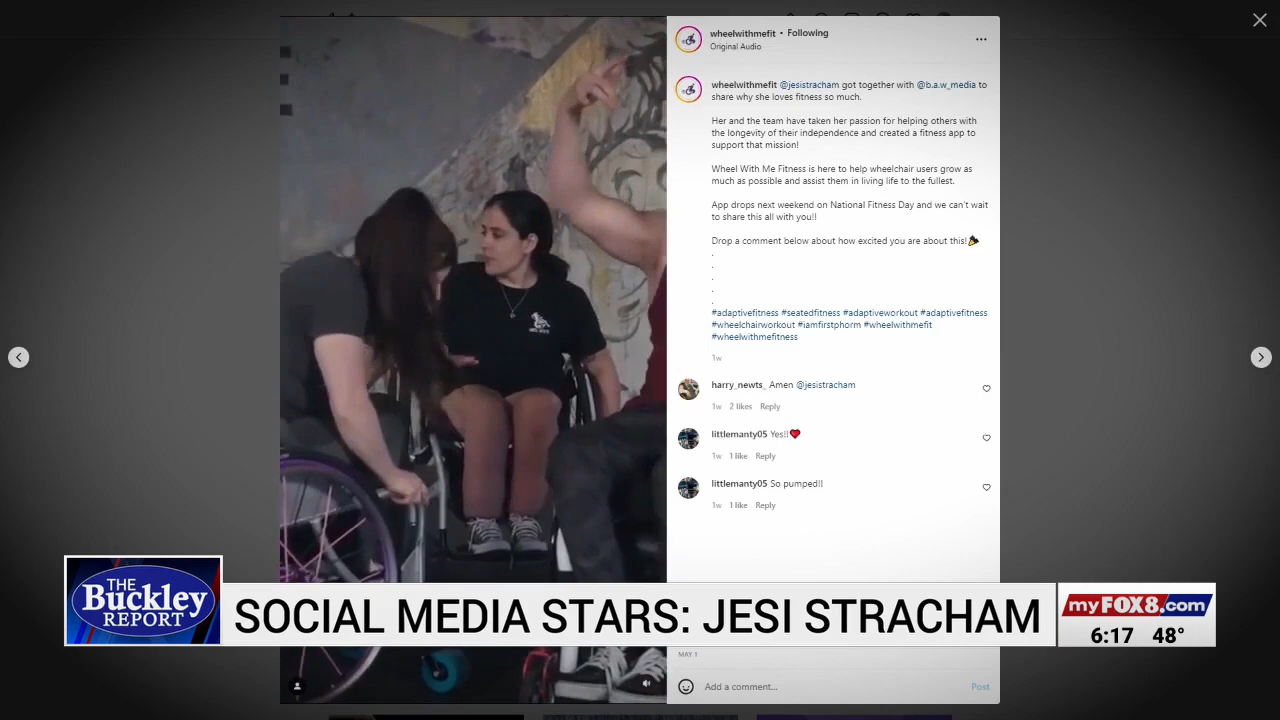 wheelwithmefit • Following
Original Audio
wheelwithmefit @jesistracham got together with @b.a.w_media to
share why she loves fitness so much.
Her and the team have taken her passion for helping others with
the longevity of their independence and created a fitness app to
support that mission!
Wheel With Me Fitness is here to help wheelchair users grow as
much as possible and assist them in living life to the fullest.
App drops next weekend on National Fitness Day and we can't wait
to share this all with you!!
Drop a comment below about how excited you are about this!🎉
.
.
.
.
.
#adaptivefitness #seatedfitness #adaptiveworkout #adaptivefitness
#wheelchairworkout #iamfirstphorm #wheelwithmefit
#wheelwithmefitness
1w
harry_newts_ Amen @jesistracham
1w 2 likes Reply
littlemanty05 Yes!!❤️
1w 1 like Reply
littlemanty05 So pumped!!
1w 1 like Reply
THE
Buckley
REPORT
SOCIAL MEDIA STARS: JESI STRACHAM
myFOX8.com
6:17 48°
MAY 1
Add a comment... Post